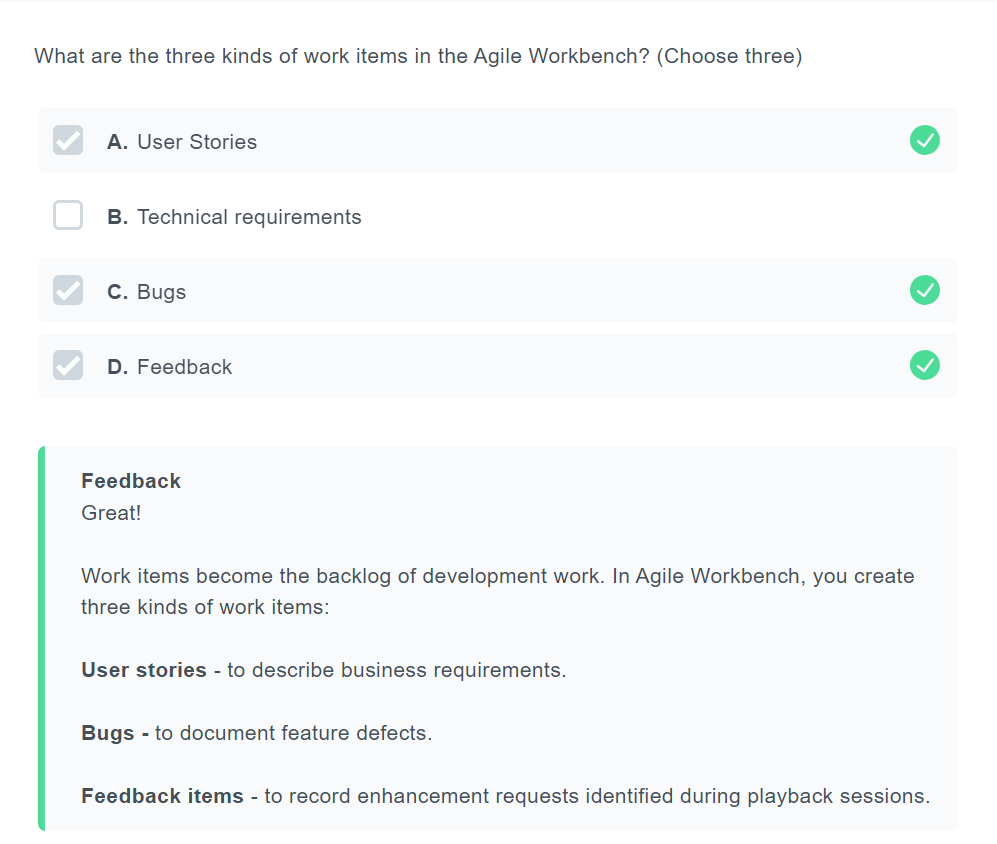 What are the three kinds of work items in the Agile Workbench? (Choose three)
A. User Stories
B. Technical requirements
C. Bugs
D. Feedback
Feedback
Great!
Work items become the backlog of development work. In Agile Workbench, you create
three kinds of work items:
User stories - to describe business requirements.
Bugs - to document feature defects.
Feedback items - to record enhancement requests identified during playback sessions.